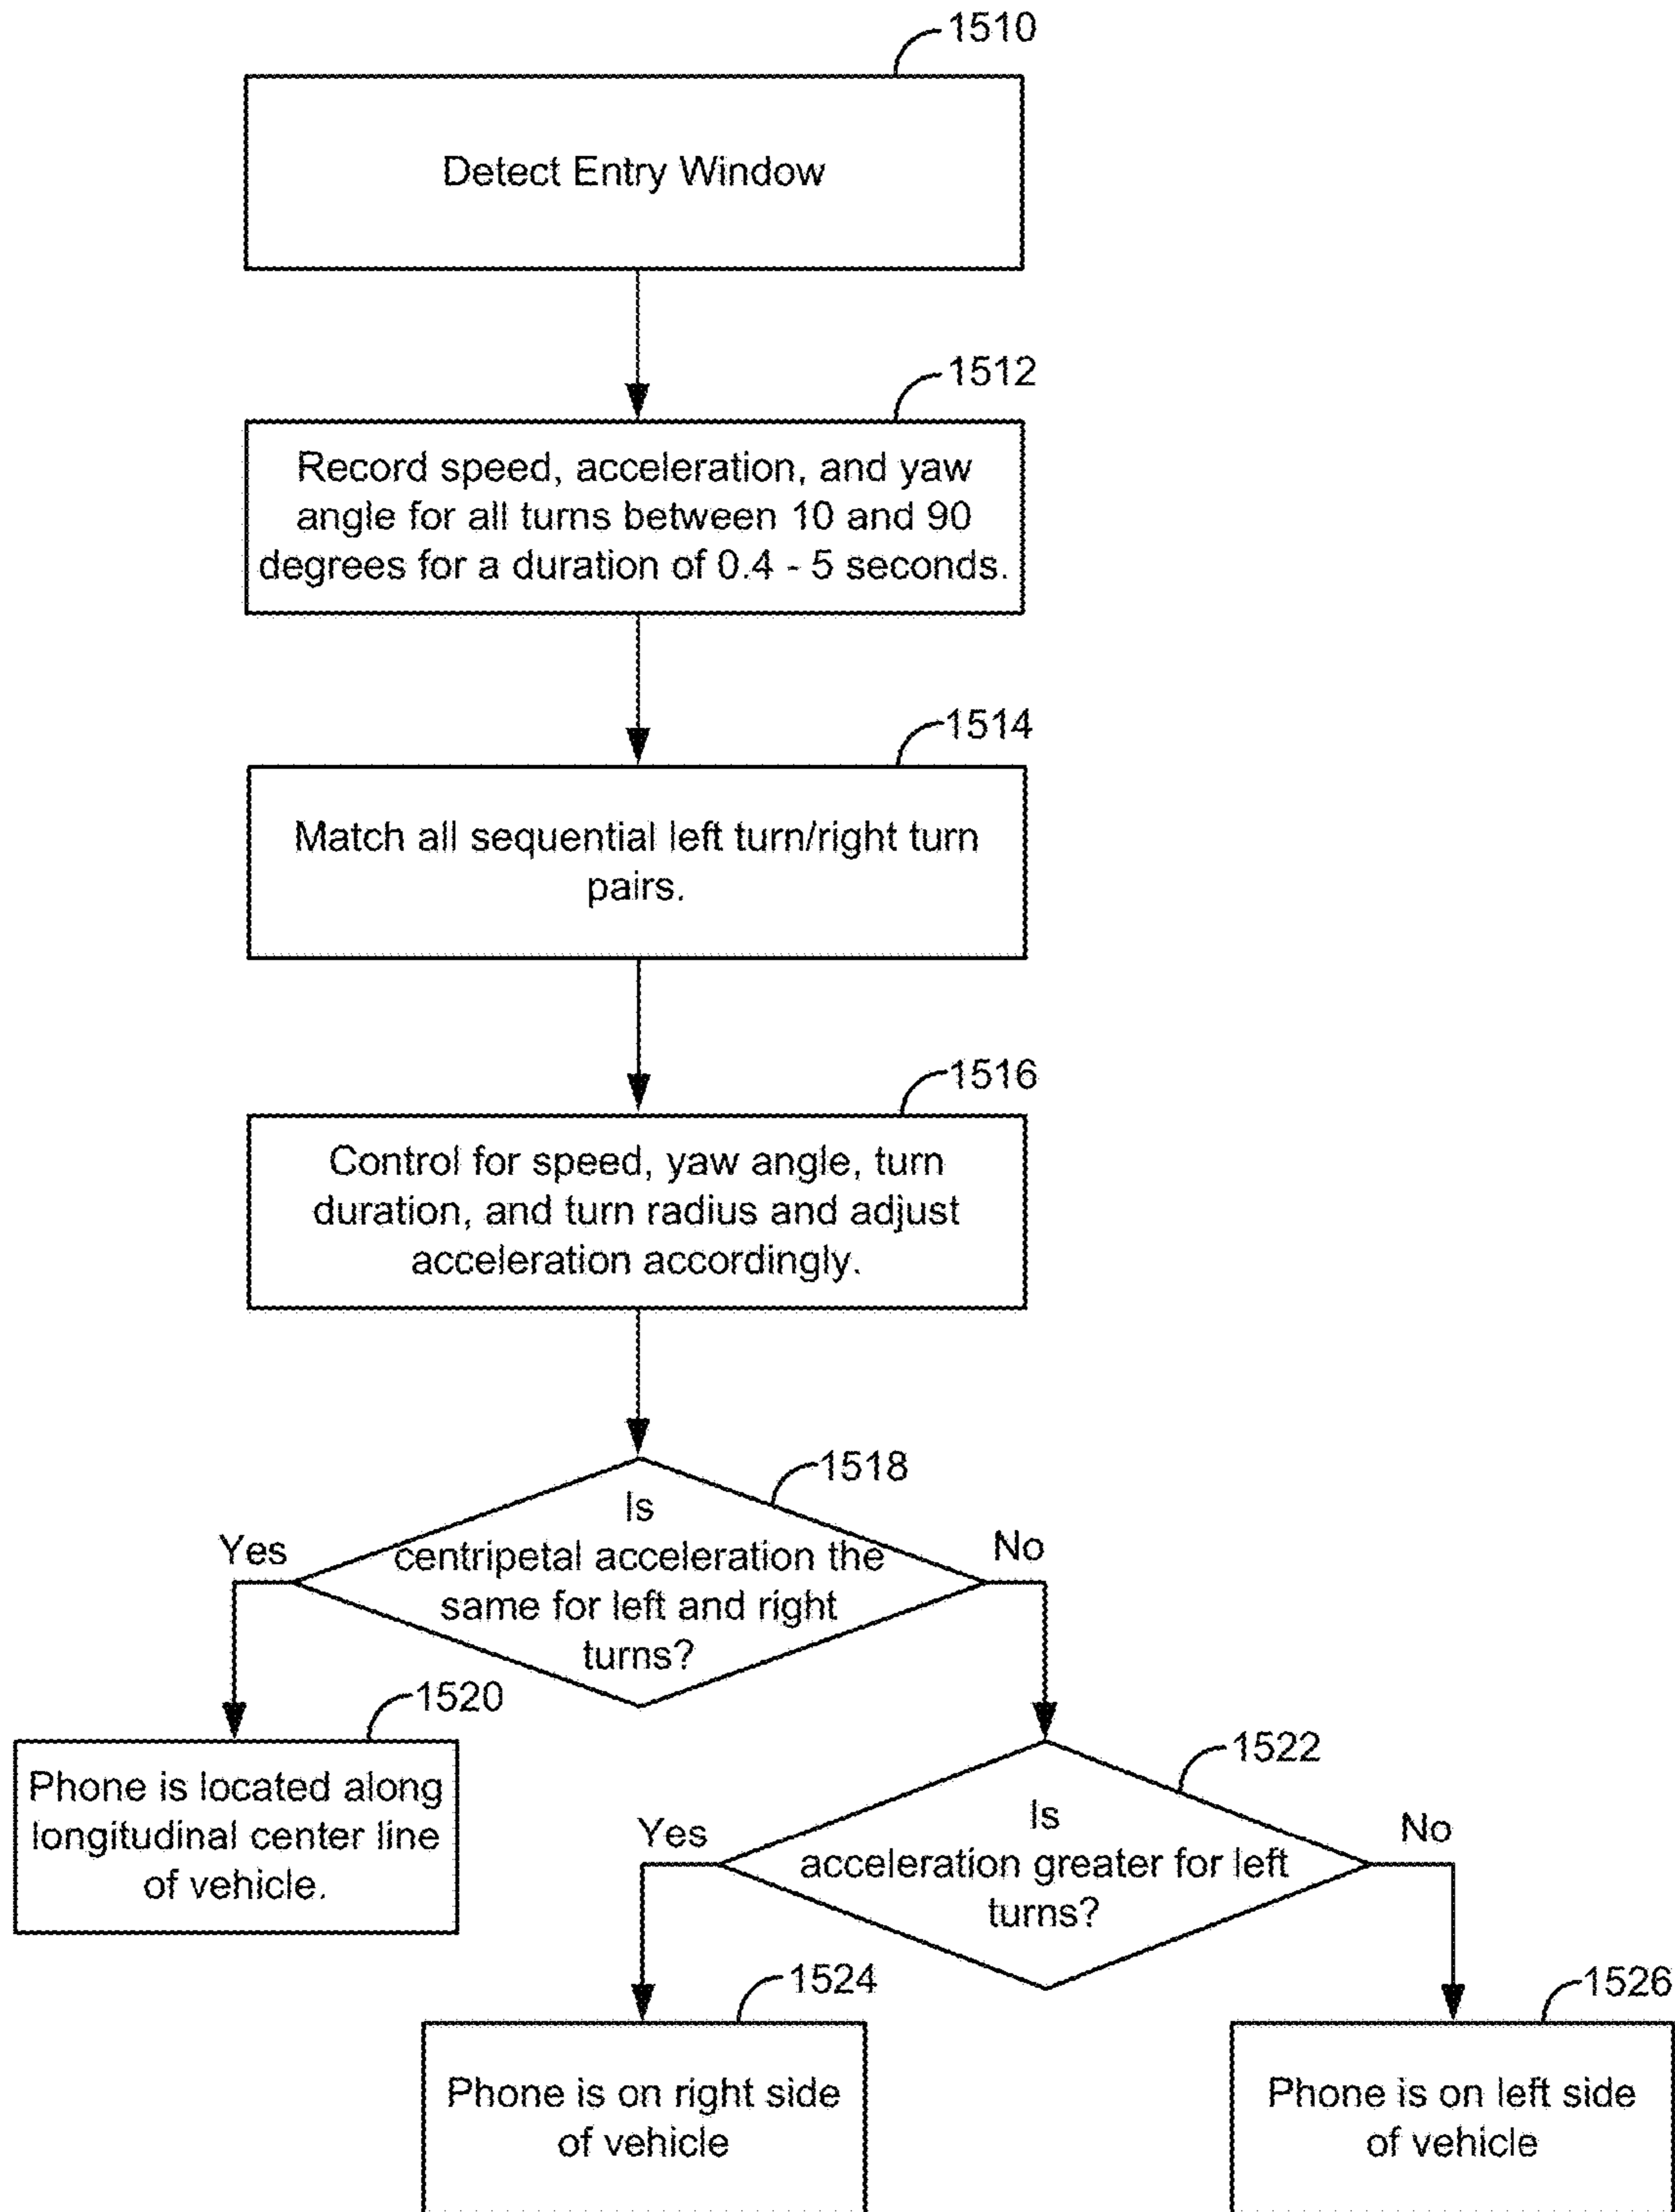 1510
Detect Entry Window
1512
Record speed, acceleration, and yaw
angle for all turns between 10 and 90
degrees for a duration of 0.4 - 5 seconds.
1514
Match all sequential left turn/right turn
pairs.
1516
Control for speed, yaw angle, turn
duration, and turn radius and adjust
acceleration accordingly.
1518
Is
centripetal acceleration the
same for left and right
turns?
Yes
No
1520
Phone is located along
longitudinal center line
of vehicle.
1522
Is
acceleration greater for left
turns?
Yes
No
1524
Phone is on right side
of vehicle
1526
Phone is on left side
of vehicle